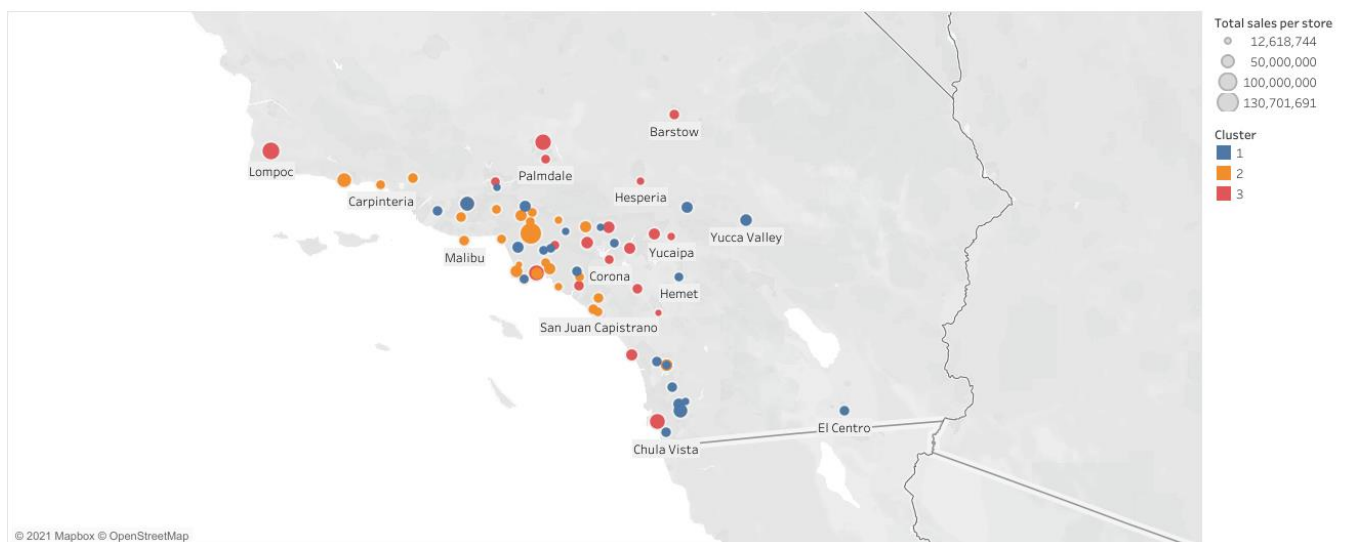 Total sales per store
12,618,744
50,000,000
100,000,000
130,701,691
Cluster
1
2
3
Barstow
Lompoc
Palmdale
Hesperia
Carpinteria
Yucca Valley
Malibu
Yucaipa
Corona
Hemet
San Juan Capistrano
El Centro
Chula Vista
© 2021 Mapbox © OpenStreetMap